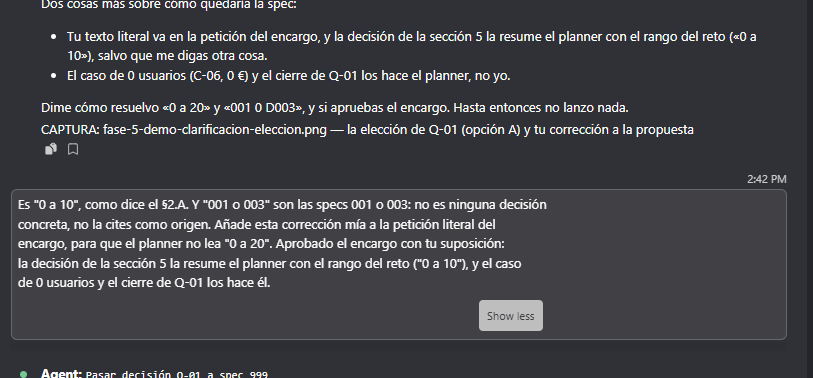 Dos cosas más sobre cómo quedaría la spec:
Tu texto literal va en la petición del encargo, y la decisión de la sección 5 la resume el planner con el rango del reto («0 a
10»), salvo que me digas otra cosa.
El caso de 0 usuarios (C-06, 0 €) y el cierre de Q-01 los hace el planner, no yo.
Dime cómo resuelvo «0 a 20» y «001 0 D003», y si apruebas el encargo. Hasta entonces no lanzo nada.
CAPTURA: fase-5-demo-clarificacion-eleccion.png — la elección de Q-01 (opción A) y tu corrección a la propuesta
2:42 PM
Es "0 a 10", como dice el §2.A. Y "001 o 003" son las specs 001 o 003: no es ninguna decisión
concreta, no la cites como origen. Añade esta corrección mía a la petición literal del
encargo, para que el planner no lea "0 a 20". Aprobado el encargo con tu suposición:
la decisión de la sección 5 la resume el planner con el rango del reto ("0 a 10"), y el caso
de 0 usuarios y el cierre de Q-01 los hace él.
Show less
Agent: Pasar decisión Q-01 a spec 999